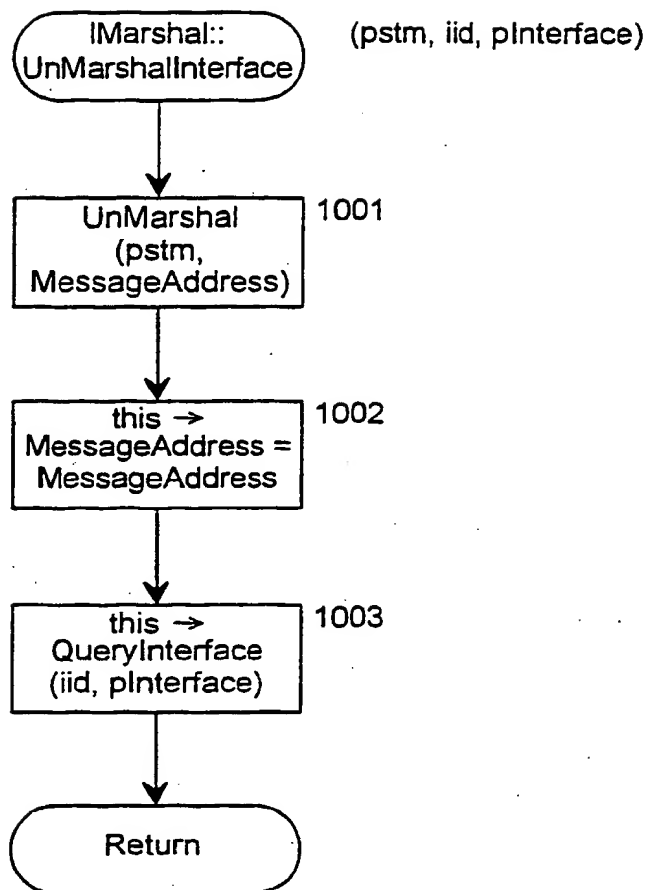 IMarshal::
UnMarshalInterface
(pstm, iid, pInterface)
UnMarshal
(pstm,
MessageAddress)
1001
this →
MessageAddress =
MessageAddress
1002
this →
QueryInterface
(iid, pInterface)
1003
Return